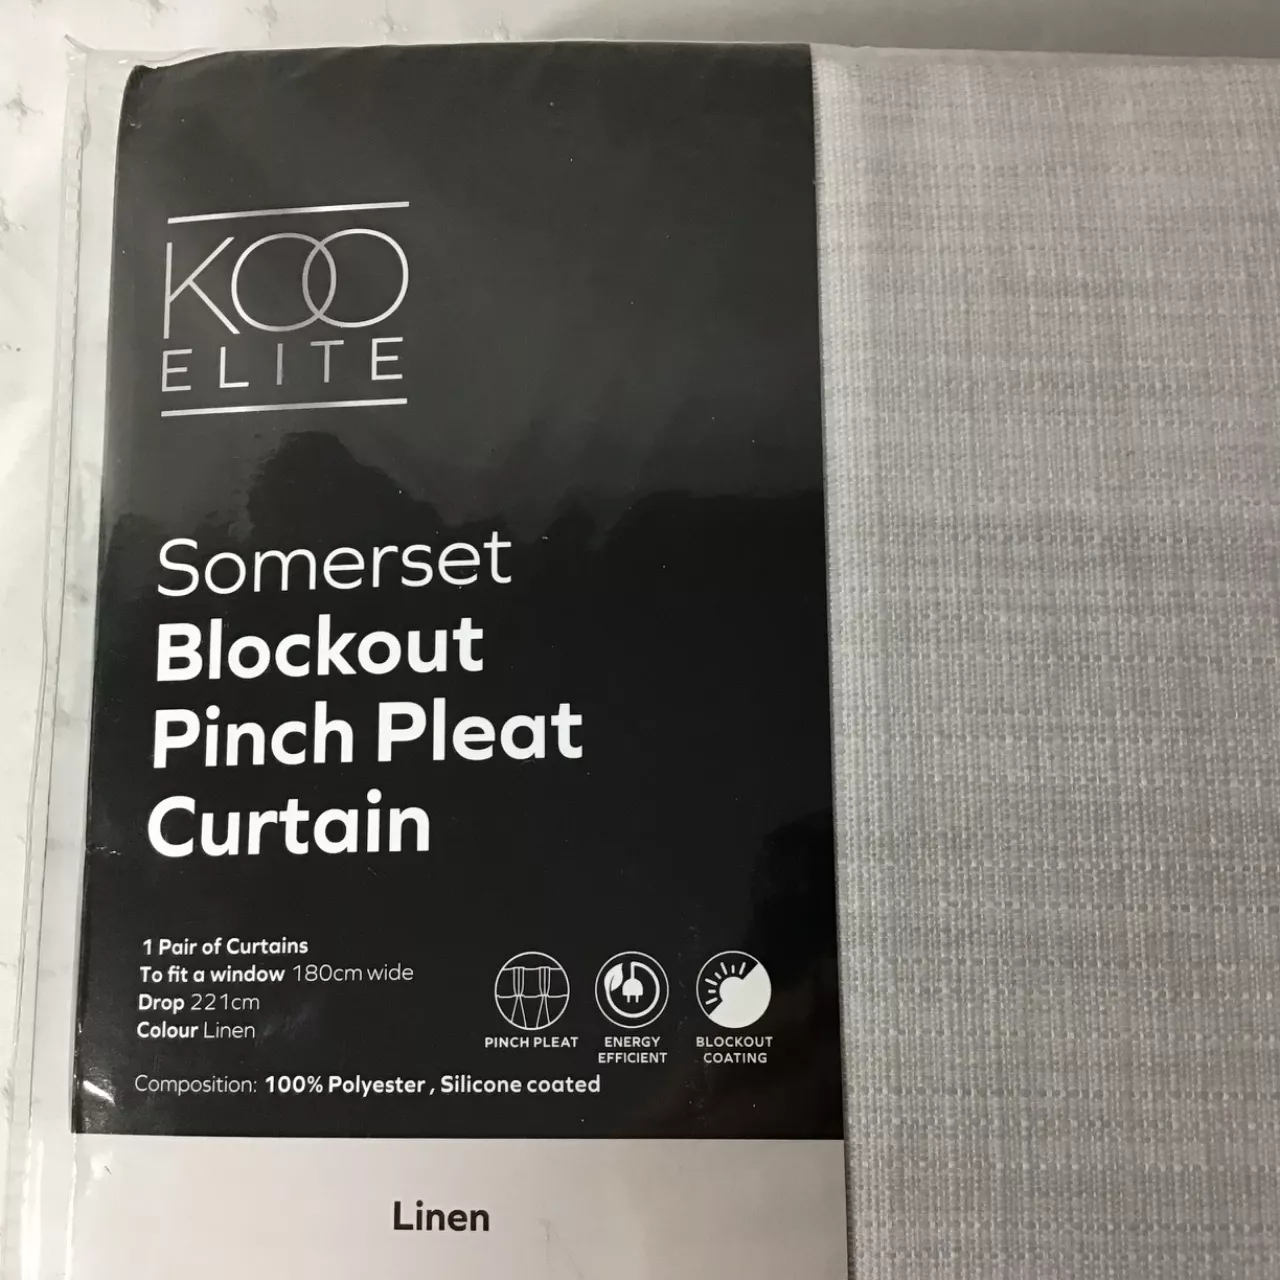 KOO
ELITE
Somerset
Blockout
Pinch Pleat
Curtain
1 Pair of Curtains
To fit a window 180cm wide
Drop 221cm
Colour Linen
PINCH PLEAT
ENERGY
EFFICIENT
BLOCKOUT
COATING
Composition: 100% Polyester , Silicone coated
Linen